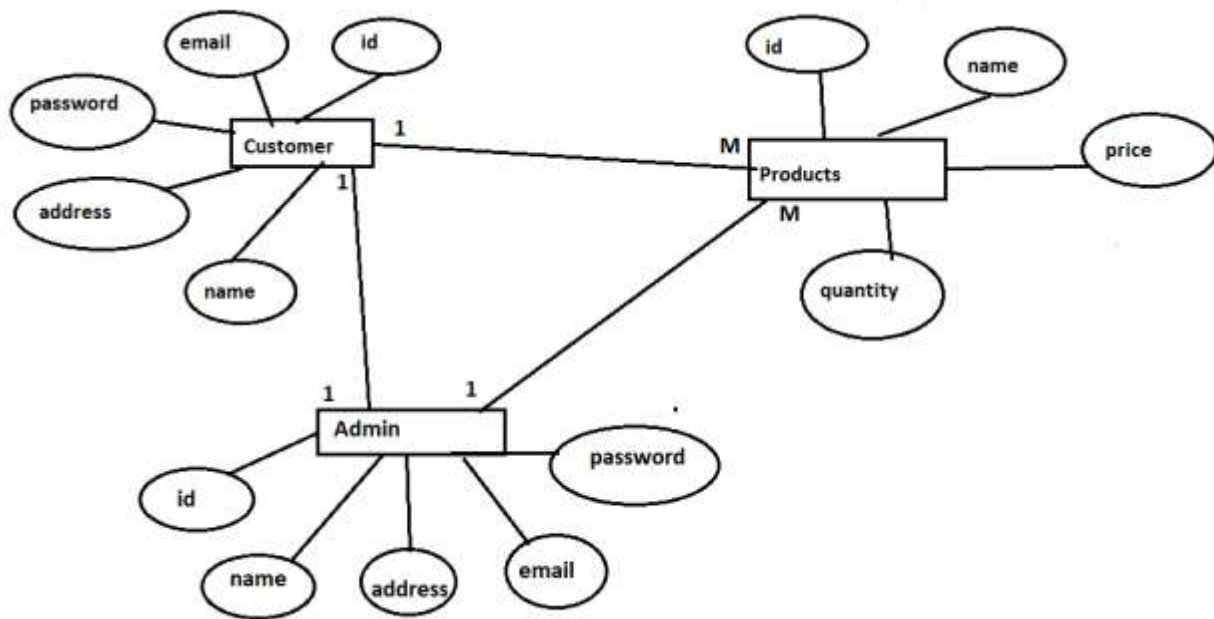 email
id
id
name
password
1
Customer
M
price
Products
1
address
M
name
quantity
1
1
Admin
password
id
name
address
email